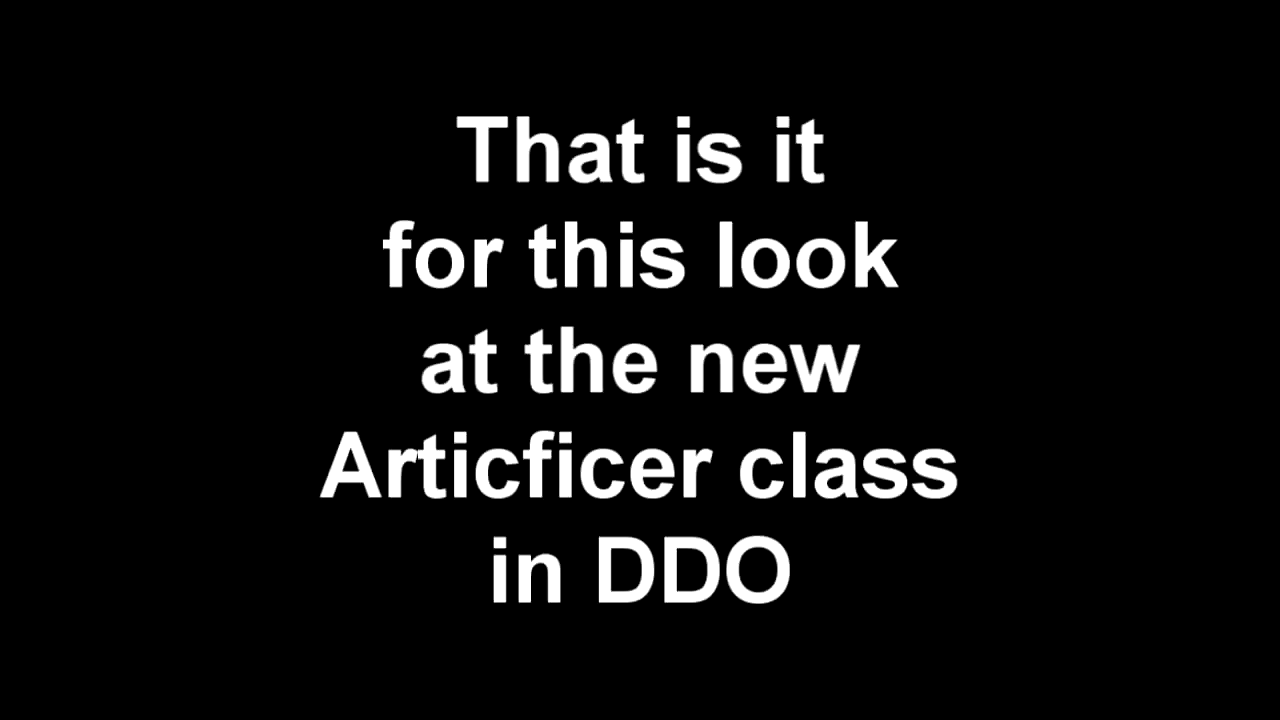 That is it
for this look
at the new
Articficer class
in DDO